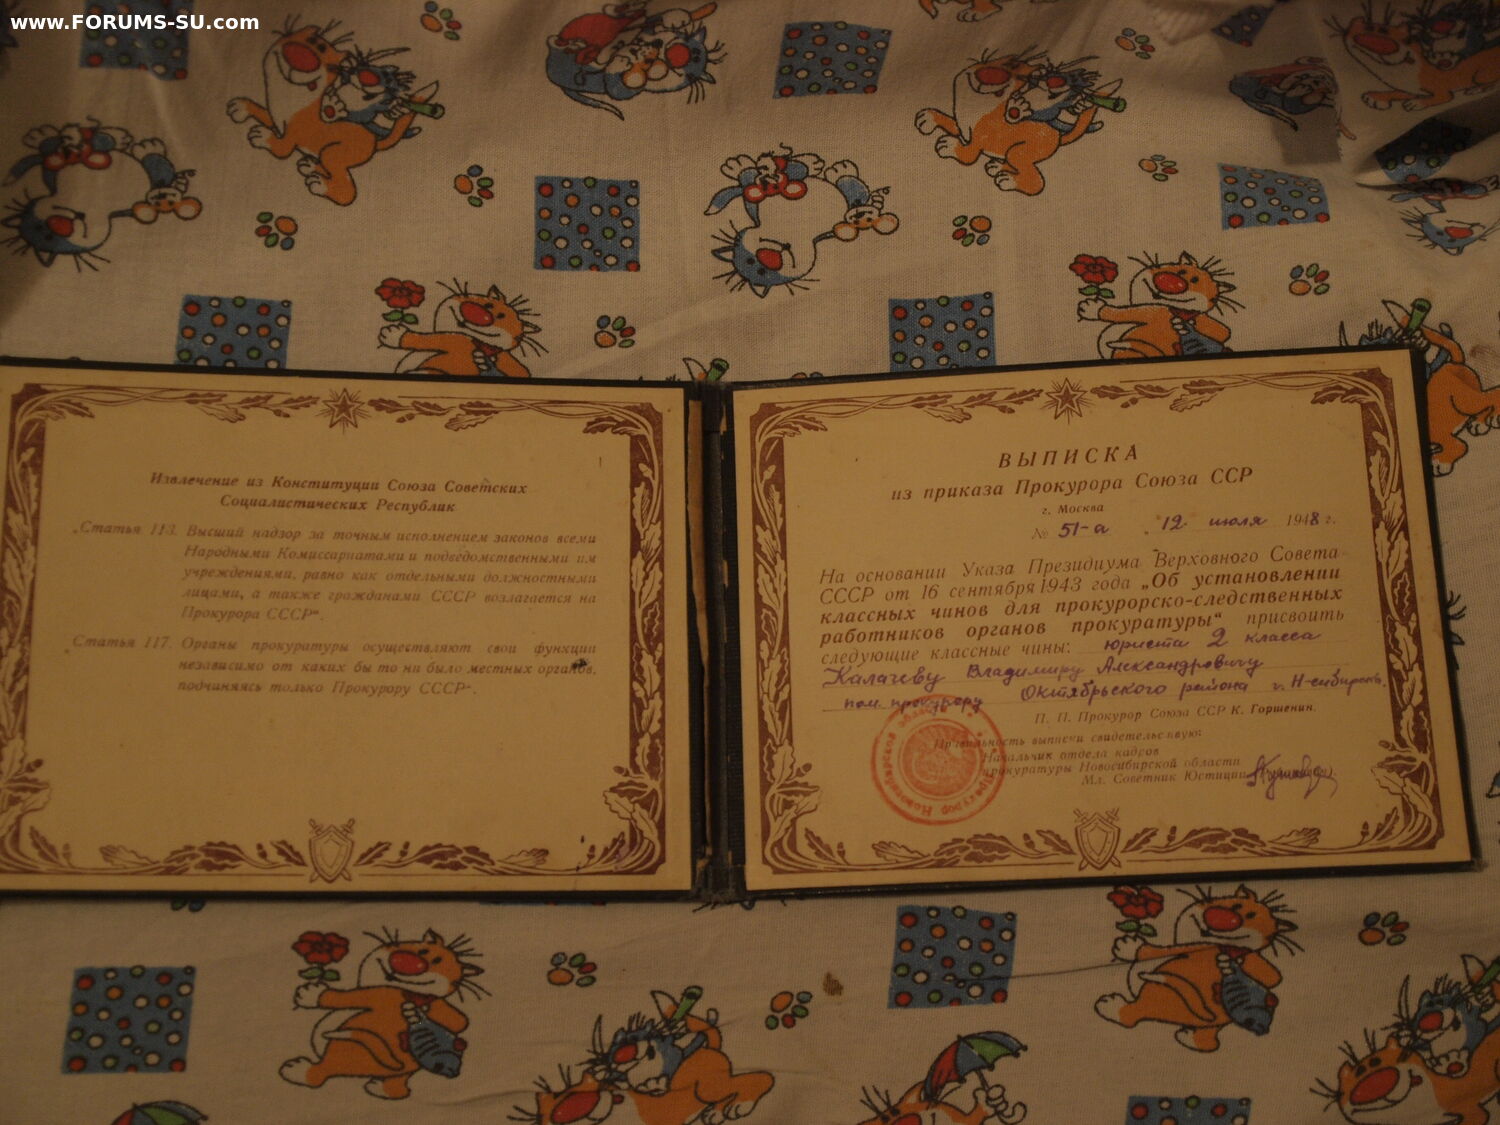 www.FORUMS-SU.com
Извлечение из Конституции Союза Советских
Социалистических Республик
„Статья 113. Высший надзор за точным исполнением законов всеми
Народными Комиссариатами и подведомственными им
учреждениями, равно как отдельными должностными
лицами, а также гражданами СССР возлагается на
Прокурора СССР“.
„Статья 117. Органы прокуратуры осуществляют свои функции
независимо от каких бы то ни было местных органов,
подчиняясь только Прокурору СССР“.
ВЫПИСКА
из приказа Прокурора Союза ССР
г. Москва
№ 51-а „12 июля 1948 г.
На основании Указа Президиума Верховного Совета
СССР от 16 сентября 1943 года „Об установлении
классных чинов для прокурорско-следственных
работников органов прокуратуры“ присвоить
следующие классные чины: юриста 2 класса
Калачеву Владимиру Александровичу
пом. прокурору Октябрьского района г. Н-сибирск.
П. П. Прокурор Союза ССР К. Горшенин.
Правильность выписки свидетельствую:
Начальник отдела кадров
прокуратуры Новосибирской области
Мл. Советник Юстиции
Прокурор Новосибирской области